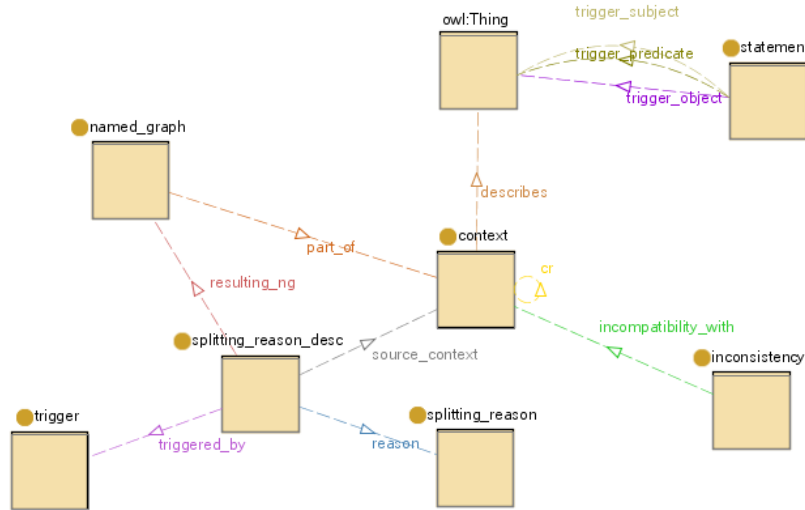 trigger_subject
owl:Thing
statemen
trigger_predicate
trigger_object
named_graph
describes
context
part_of
cr
resulting_ng
incompatibility_with
splitting_reason_desc
source_context
inconsistency
trigger
splitting_reason
triggered_by
reason